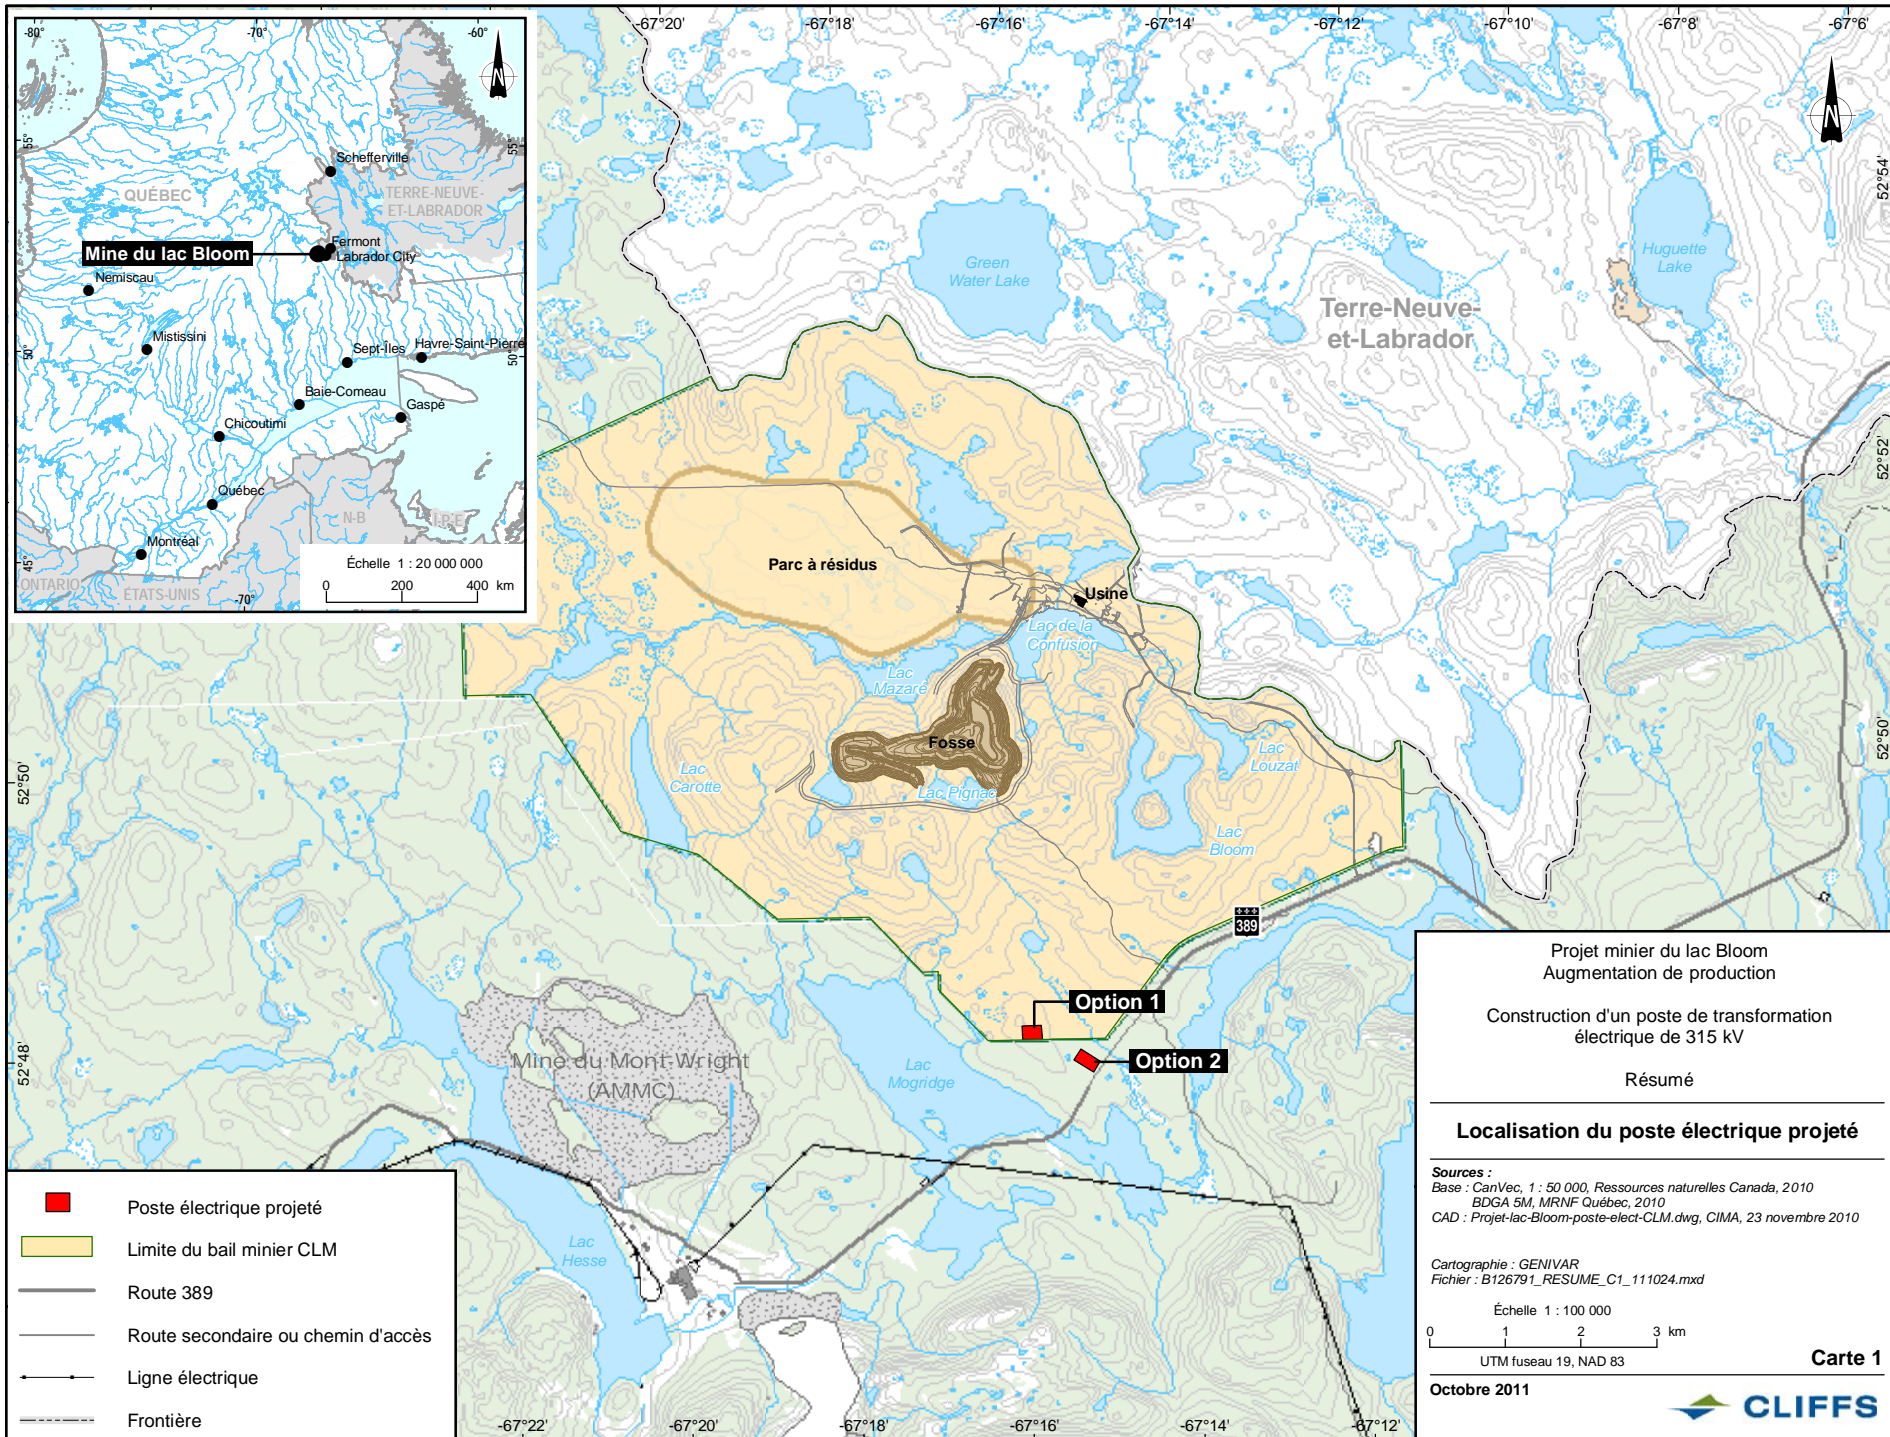 -80°
-70°
-60°
55°
55°
Schefferville
QUÉBEC
TERRE-NEUVE-
ET-LABRADOR
Mine du lac Bloom
Fermont
Labrador City
Nemiscau
Mistissini
50°
50°
Sept-Îles
Havre-Saint-Pierre
Baie-Comeau
Gaspé
Chicoutimi
Québec
N-B
I-P-E
Montréal
45°
ONTARIO
ÉTATS-UNIS
-70°
Échelle 1 : 20 000 000
0 200 400 km
-67°20'
-67°18'
-67°16'
-67°14'
-67°12'
-67°10'
-67°8'
-67°6'
N
N
52°54'
52°52'
52°50'
52°50'
52°48'
Green
Water Lake
Huguette
Lake
Terre-Neuve-
et-Labrador
Parc à résidus
Usine
Lac de la
Confusion
Lac
Mazaré
Fosse
Lac
Carotte
Lac Pignac
Lac
Louzat
Lac
Bloom
389
Option 1
Option 2
Mine du Mont-Wright
(AMMC)
Lac
Mogridge
Lac
Hesse
Poste électrique projeté
Limite du bail minier CLM
Route 389
Route secondaire ou chemin d'accès
Ligne électrique
Frontière
-67°22'
-67°20'
-67°18'
-67°16'
-67°14'
-67°12'
Projet minier du lac Bloom
Augmentation de production
Construction d'un poste de transformation
électrique de 315 kV
Résumé
Localisation du poste électrique projeté
Sources :
Base : CanVec, 1 : 50 000, Ressources naturelles Canada, 2010
BDGA 5M, MRNF Québec, 2010
CAD : Projet-lac-Bloom-poste-elect-CLM.dwg, CIMA, 23 novembre 2010
Cartographie : GENIVAR
Fichier : B126791_RESUME_C1_111024.mxd
Échelle 1 : 100 000
0 1 2 3 km
UTM fuseau 19, NAD 83
Carte 1
Octobre 2011
CLIFFS